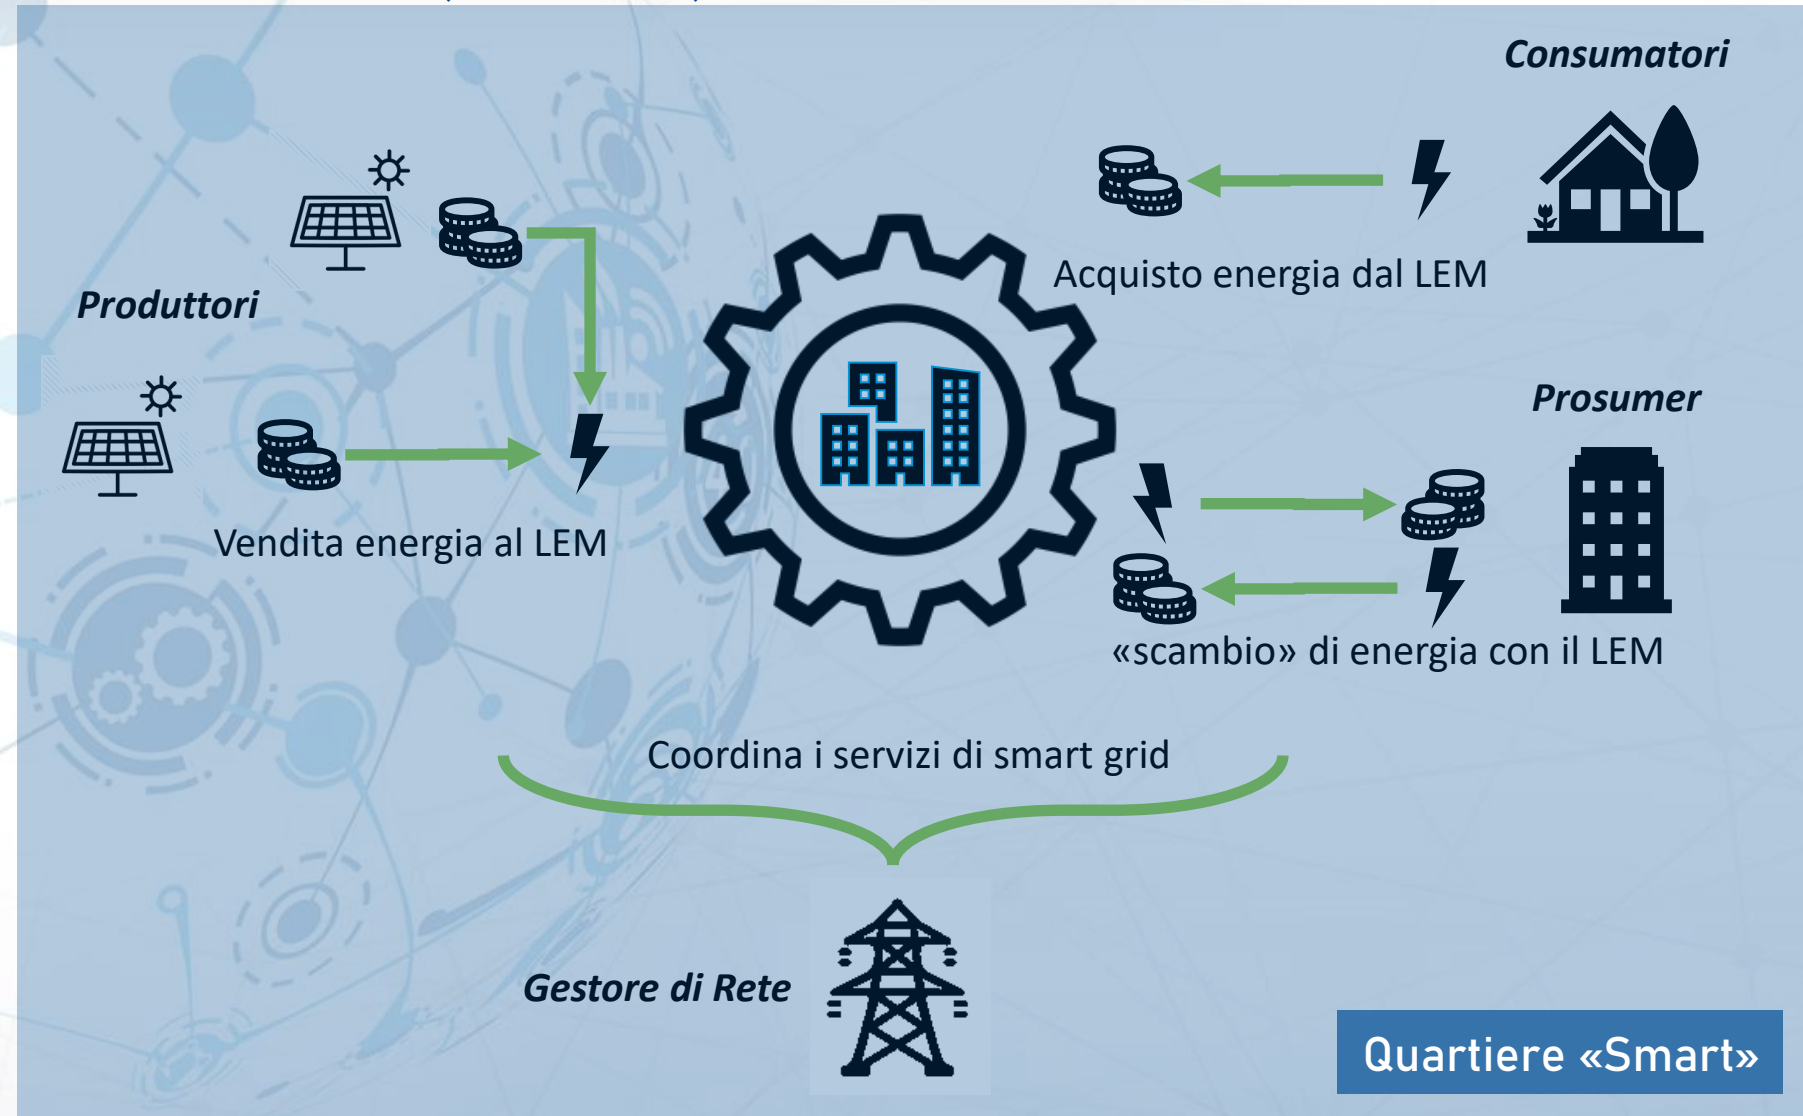 Consumatori
Acquisto energia dal LEM
Produttori
Vendita energia al LEM
Prosumer
«scambio» di energia con il LEM
Coordina i servizi di smart grid
Gestore di Rete
Quartiere «Smart»